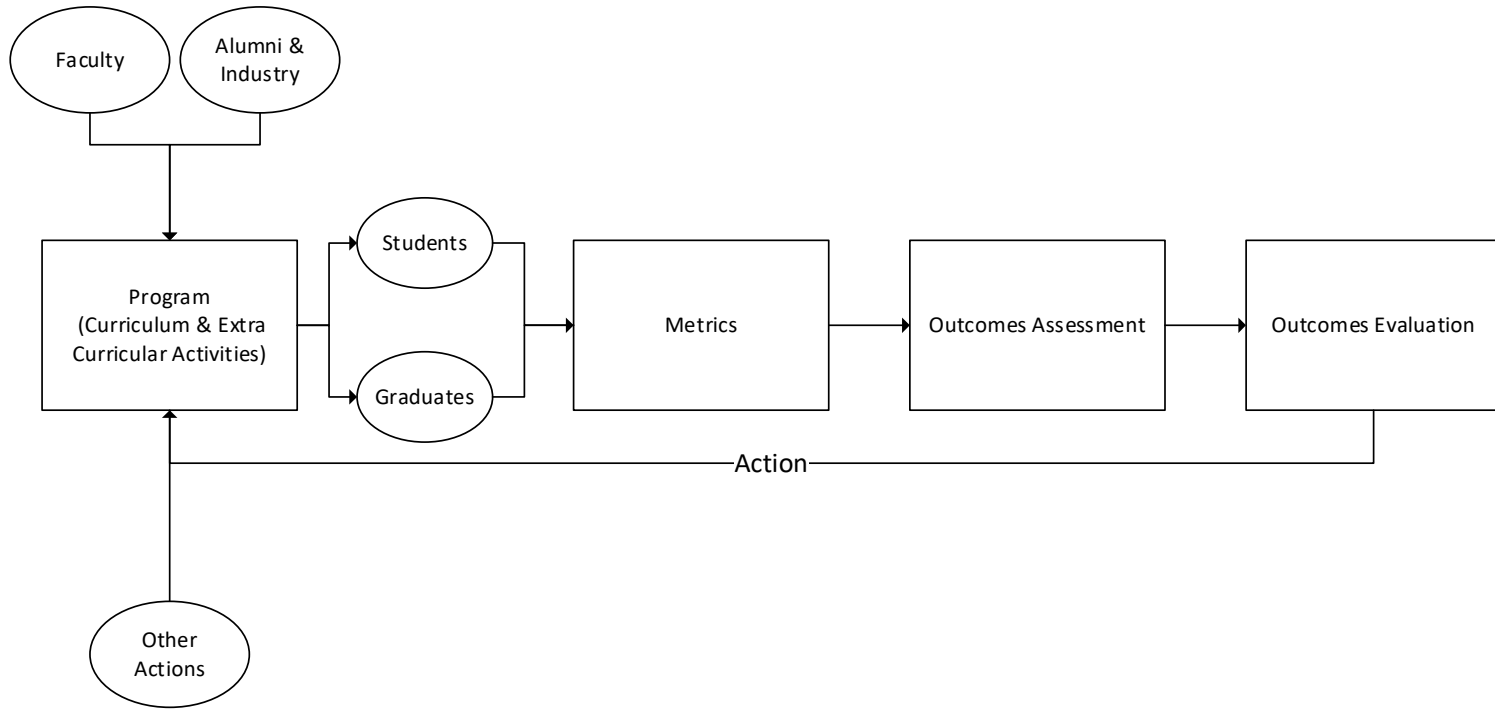 Faculty
Alumni &
Industry
Students
Program
(Curriculum & Extra
Curricular Activities)
Metrics
Outcomes Assessment
Outcomes Evaluation
Graduates
Action
Other
Actions